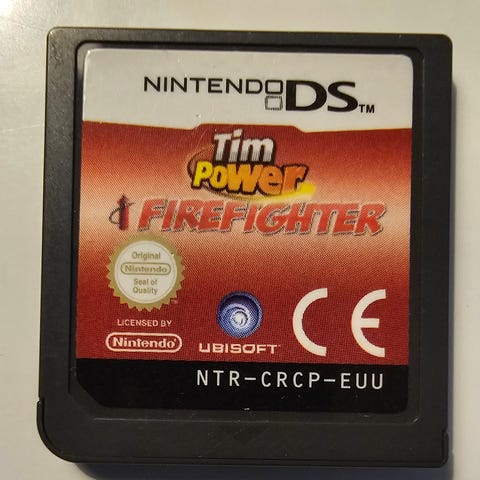 NINTENDO DS™
Tim
Power
FIREFIGHTER
Original
Nintendo
Seal of
Quality
LICENSED BY
Nintendo
UBISOFT
CE
NTR-CRCP-EUU